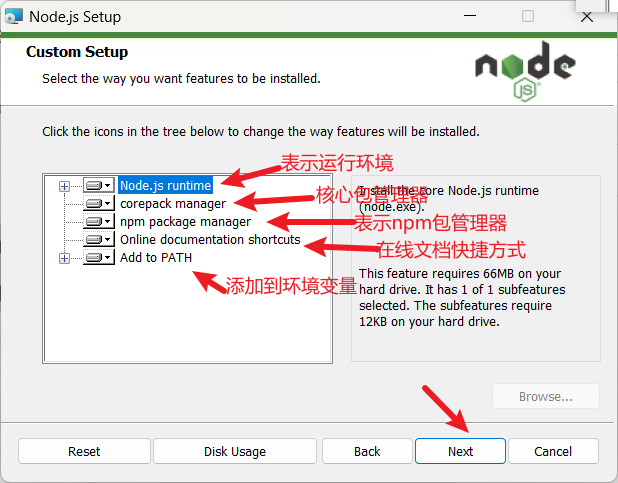 Node.js Setup
Custom Setup
Select the way you want features to be installed.
node
JS
Click the icons in the tree below to change the way features will be installed.
Node.js runtime
表示运行环境
corepack manager
核心包管理器
npm package manager
表示npm包管理器
Online documentation shortcuts
在线文档快捷方式
Add to PATH
添加到环境变量
Install the core Node.js runtime
(node.exe).
This feature requires 66MB on your
hard drive. It has 1 of 1 subfeatures
selected. The subfeatures require
12KB on your hard drive.
Browse...
Reset
Disk Usage
Back
Next
Cancel